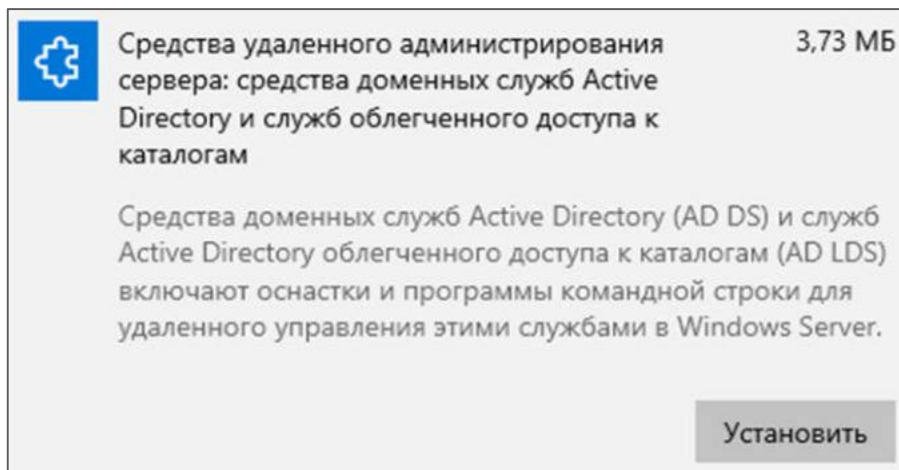 Средства удаленного администрирования 3,73 МБ
сервера: средства доменных служб Active
Directory и служб облегченного доступа к
каталогам
Средства доменных служб Active Directory (AD DS) и служб
Active Directory облегченного доступа к каталогам (AD LDS)
включают оснастки и программы командной строки для
удаленного управления этими службами в Windows Server.
Установить